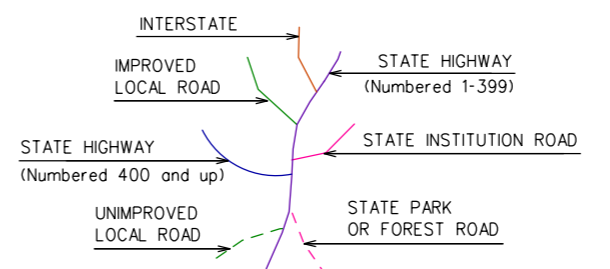 INTERSTATE
STATE HIGHWAY
(Numbered 1-399)
IMPROVED
LOCAL ROAD
STATE INSTITUTION ROAD
STATE HIGHWAY
(Numbered 400 and up)
UNIMPROVED
LOCAL ROAD
STATE PARK
OR FOREST ROAD